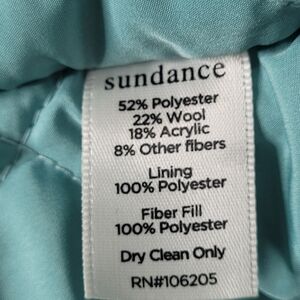 sundance
52% Polyester
22% Wool
18% Acrylic
8% Other fibers
Lining
100% Polyester
Fiber Fill
100% Polyester
Dry Clean Only
RN#106205